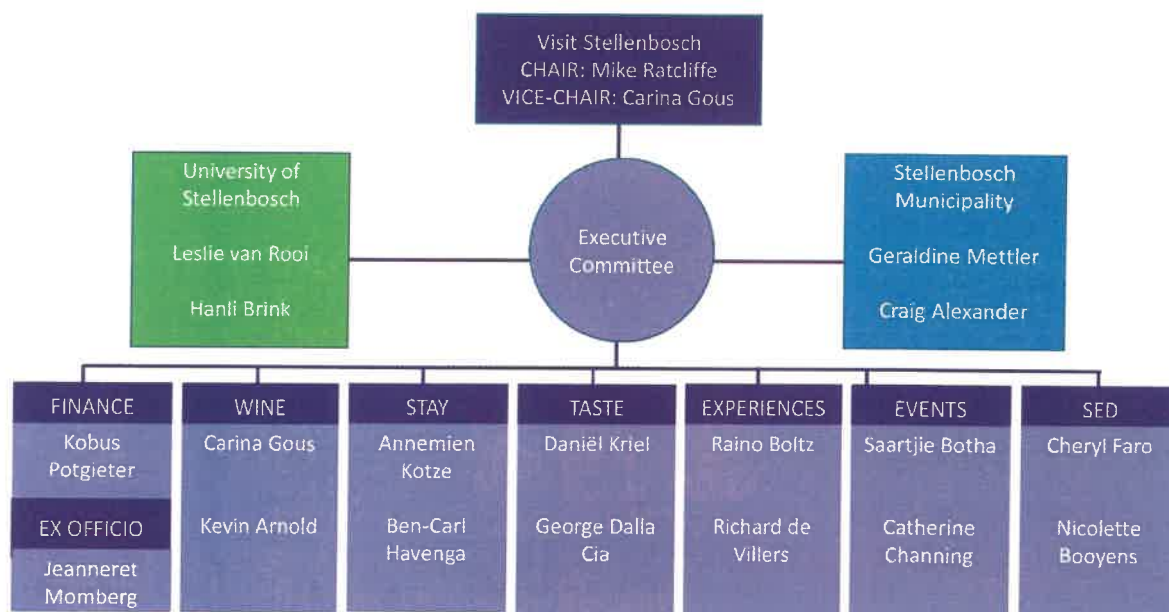 Visit Stellenbosch
CHAIR: Mike Ratcliffe
VICE-CHAIR: Carina Gous
University of
Stellenbosch
Leslie van Rooi
Hanli Brink
Executive
Committee
Stellenbosch
Municipality
Geraldine Mettler
Craig Alexander
FINANCE
Kobus
Potgieter
EX OFFICIO
Jeanneret
Momberg
WINE
Carina Gous
Kevin Arnold
STAY
Annemien
Kotze
Ben-Carl
Havenga
TASTE
Daniël Kriel
George Dalla
Cia
EXPERIENCES
Raino Boltz
Richard de
Villers
EVENTS
Saartjie Botha
Catherine
Channing
SED
Cheryl Faro
Nicolette
Booyens